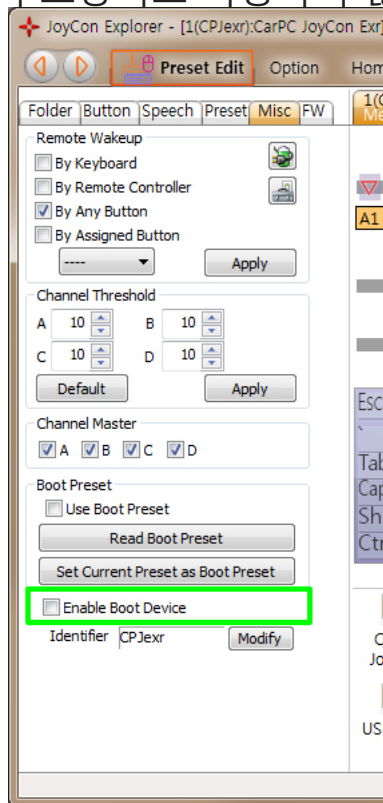 JoyCon Explorer - [1(CPJexr):CarPC JoyCon Exr]
Preset Edit Option Hom
Folder Button Speech Preset Misc FW
1(C
Me
Remote Wakeup
By Keyboard
By Remote Controller
By Any Button
A1
By Assigned Button
---- Apply
Channel Threshold
A 10 B 10
C 10 D 10
Default Apply
Esc
Channel Master
`
A B C D
Tab
Cap
Boot Preset
Use Boot Preset
Sh
Read Boot Preset
Ctr
Set Current Preset as Boot Preset
Enable Boot Device
Identifier CPJexr Modify
C
Jo
US